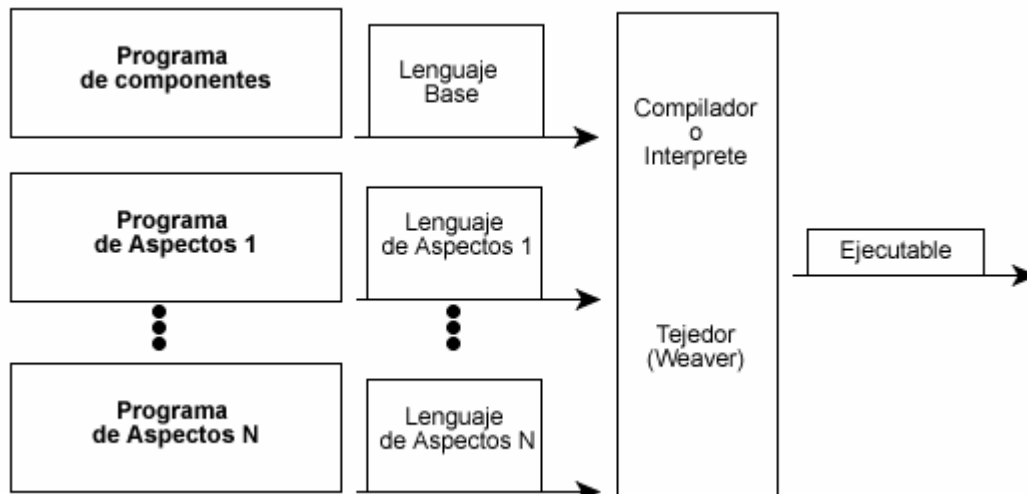 Programa
de componentes
Lenguaje
Base
Compilador
o
Interprete
Programa
de Aspectos 1
Lenguaje
de Aspectos 1
Ejecutable
Tejedor
(Weaver)
Programa
de Aspectos N
Lenguaje
de Aspectos N